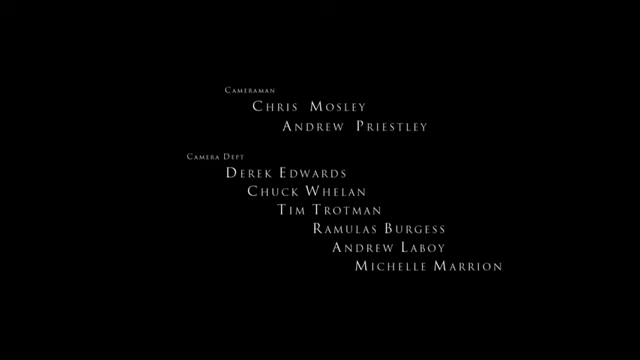 Cameraman
Chris Mosley
Andrew Priestley
Camera Dept
Derek Edwards
Chuck Whelan
Tim Trotman
Ramulas Burgess
Andrew Laboy
Michelle Marrion